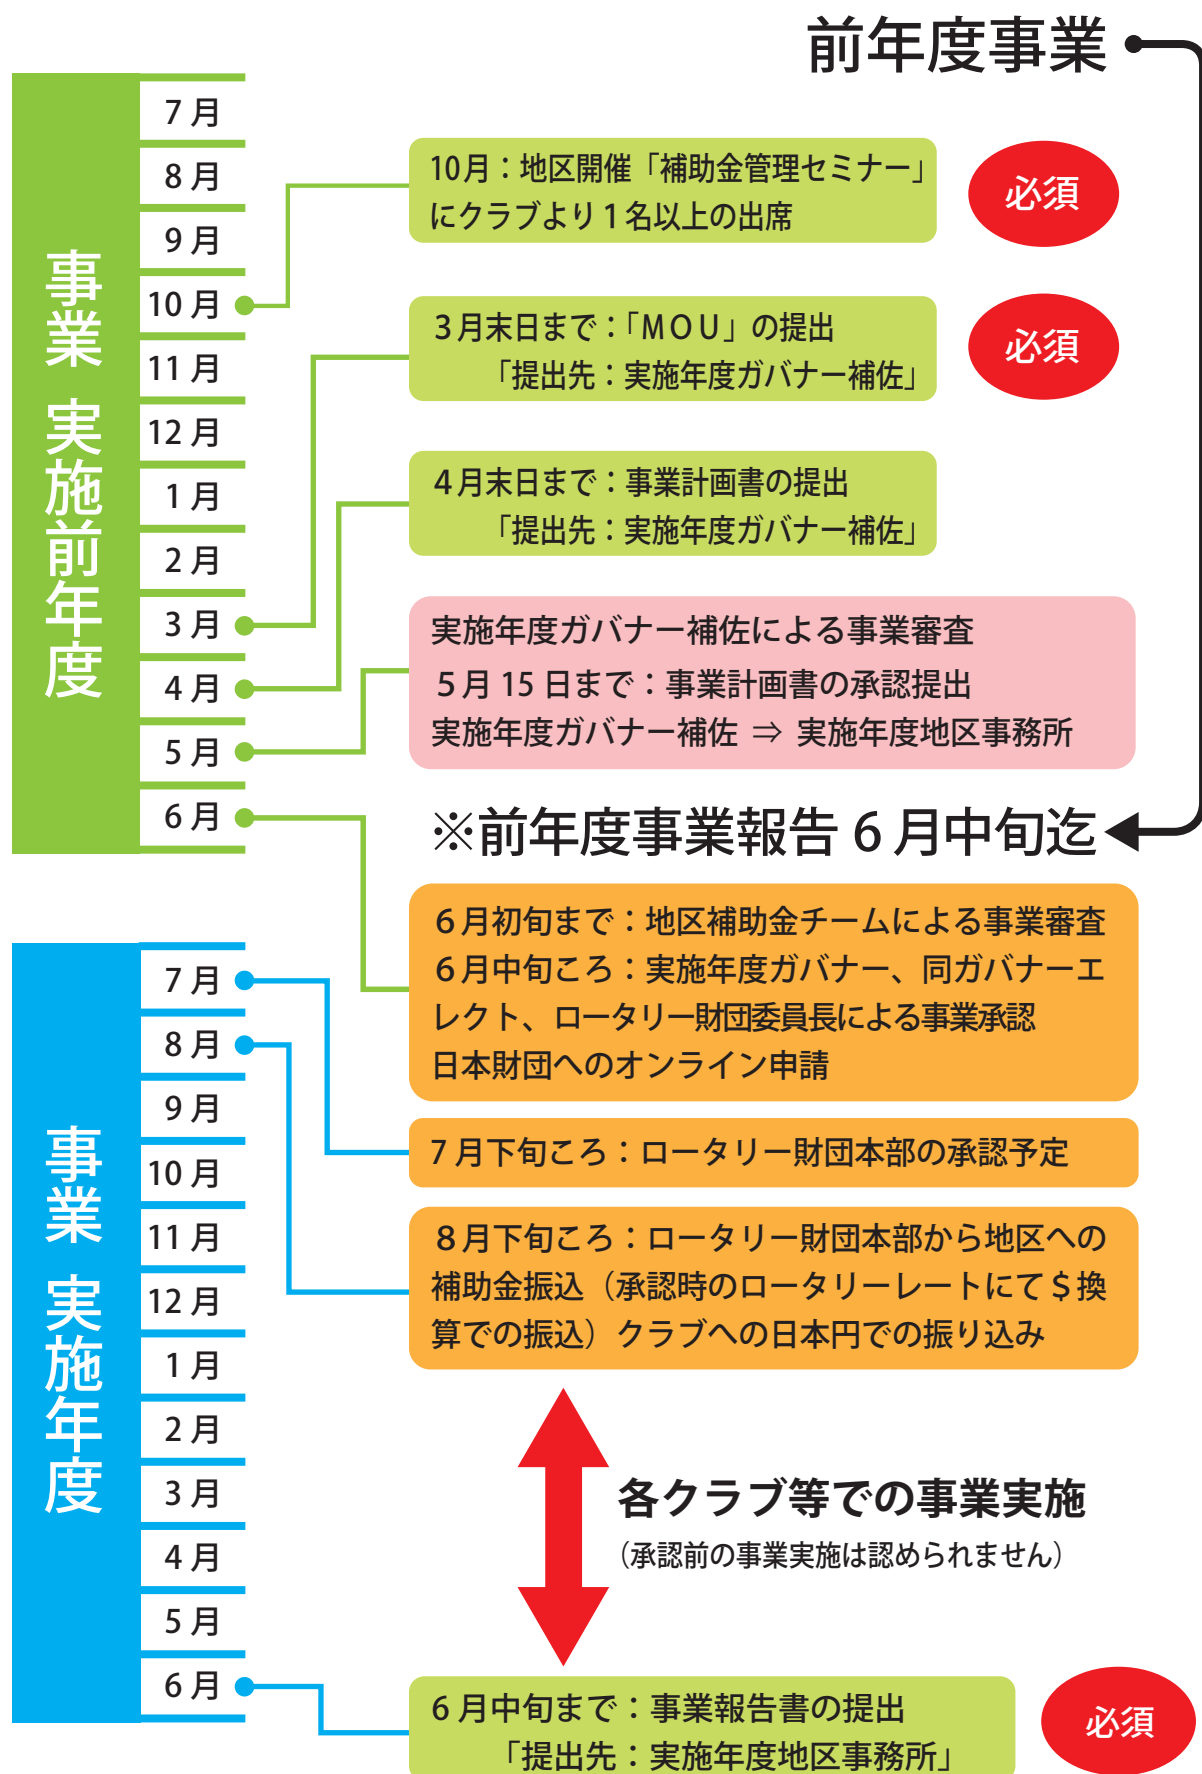 前年度事業
事業 実施前年度
7月
8月
9月
10月
11月
12月
1月
2月
3月
4月
5月
6月
10月：地区開催「補助金管理セミナー」
にクラブより1名以上の出席
必須
3月末日まで：「MOU」の提出
「提出先：実施年度ガバナー補佐」
必須
4月末日まで：事業計画書の提出
「提出先：実施年度ガバナー補佐」
実施年度ガバナー補佐による事業審査
5月15日まで：事業計画書の承認提出
実施年度ガバナー補佐 ⇒ 実施年度地区事務所
※前年度事業報告6月中旬迄
6月初旬まで：地区補助金チームによる事業審査
6月中旬ころ：実施年度ガバナー、同ガバナーエ
レクト、ロータリー財団委員長による事業承認
日本財団へのオンライン申請
事業 実施年度
7月
8月
9月
10月
11月
12月
1月
2月
3月
4月
5月
6月
7月下旬ころ：ロータリー財団本部の承認予定
8月下旬ころ：ロータリー財団本部から地区への
補助金振込（承認時のロータリーレートにて＄換
算での振込）クラブへの日本円での振り込み
各クラブ等での事業実施
（承認前の事業実施は認められません）
6月中旬まで：事業報告書の提出
「提出先：実施年度地区事務所」
必須